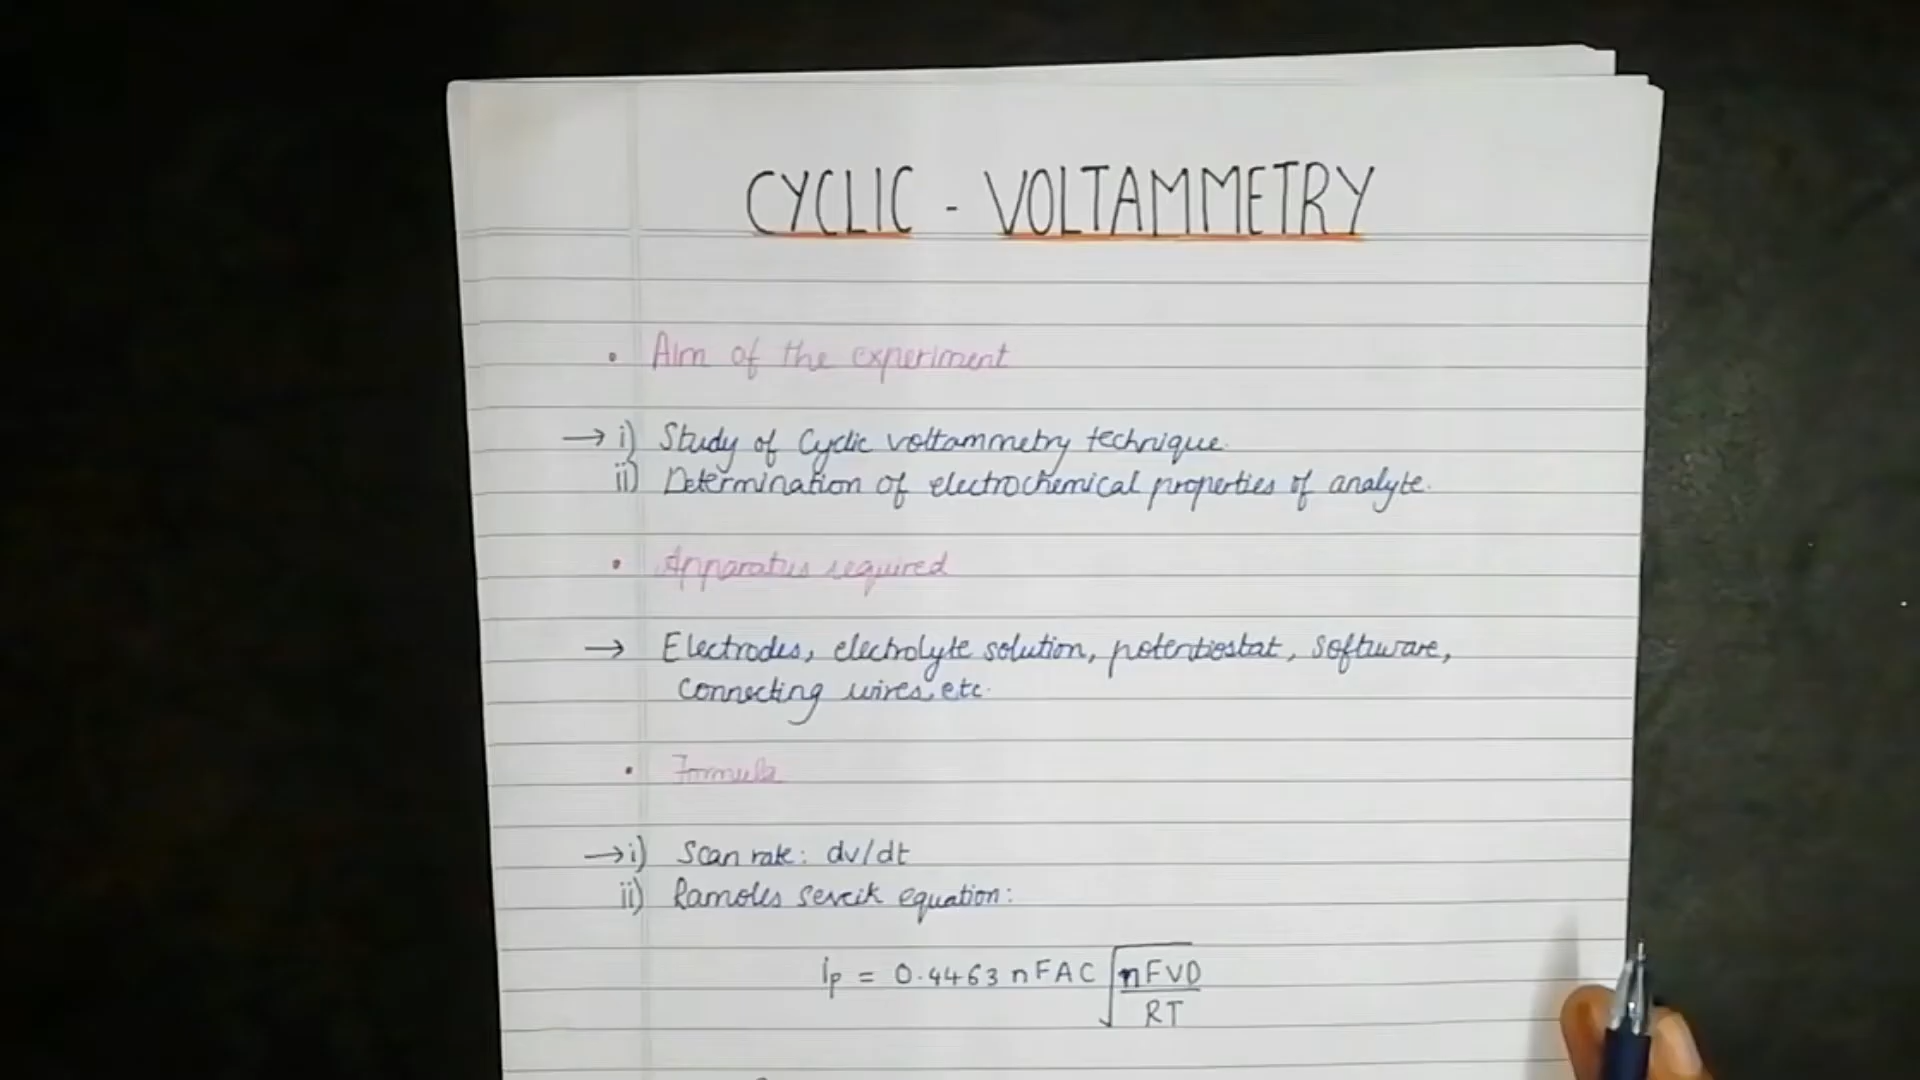 CYCLIC - VOLTAMMETRY
• Aim of the experiment
→ i) Study of Cyclic voltammetry technique.
ii) Determination of electrochemical properties of analyte.
• Apparatus required
→ Electrodes, electrolyte solution, potentiostat, software,
Connecting wires, etc.
• Formula
→ i) Scan rate: dv/dt
ii) Ramdles sevcik equation:
ip = 0.4463 nFAC √(nFVD/RT)